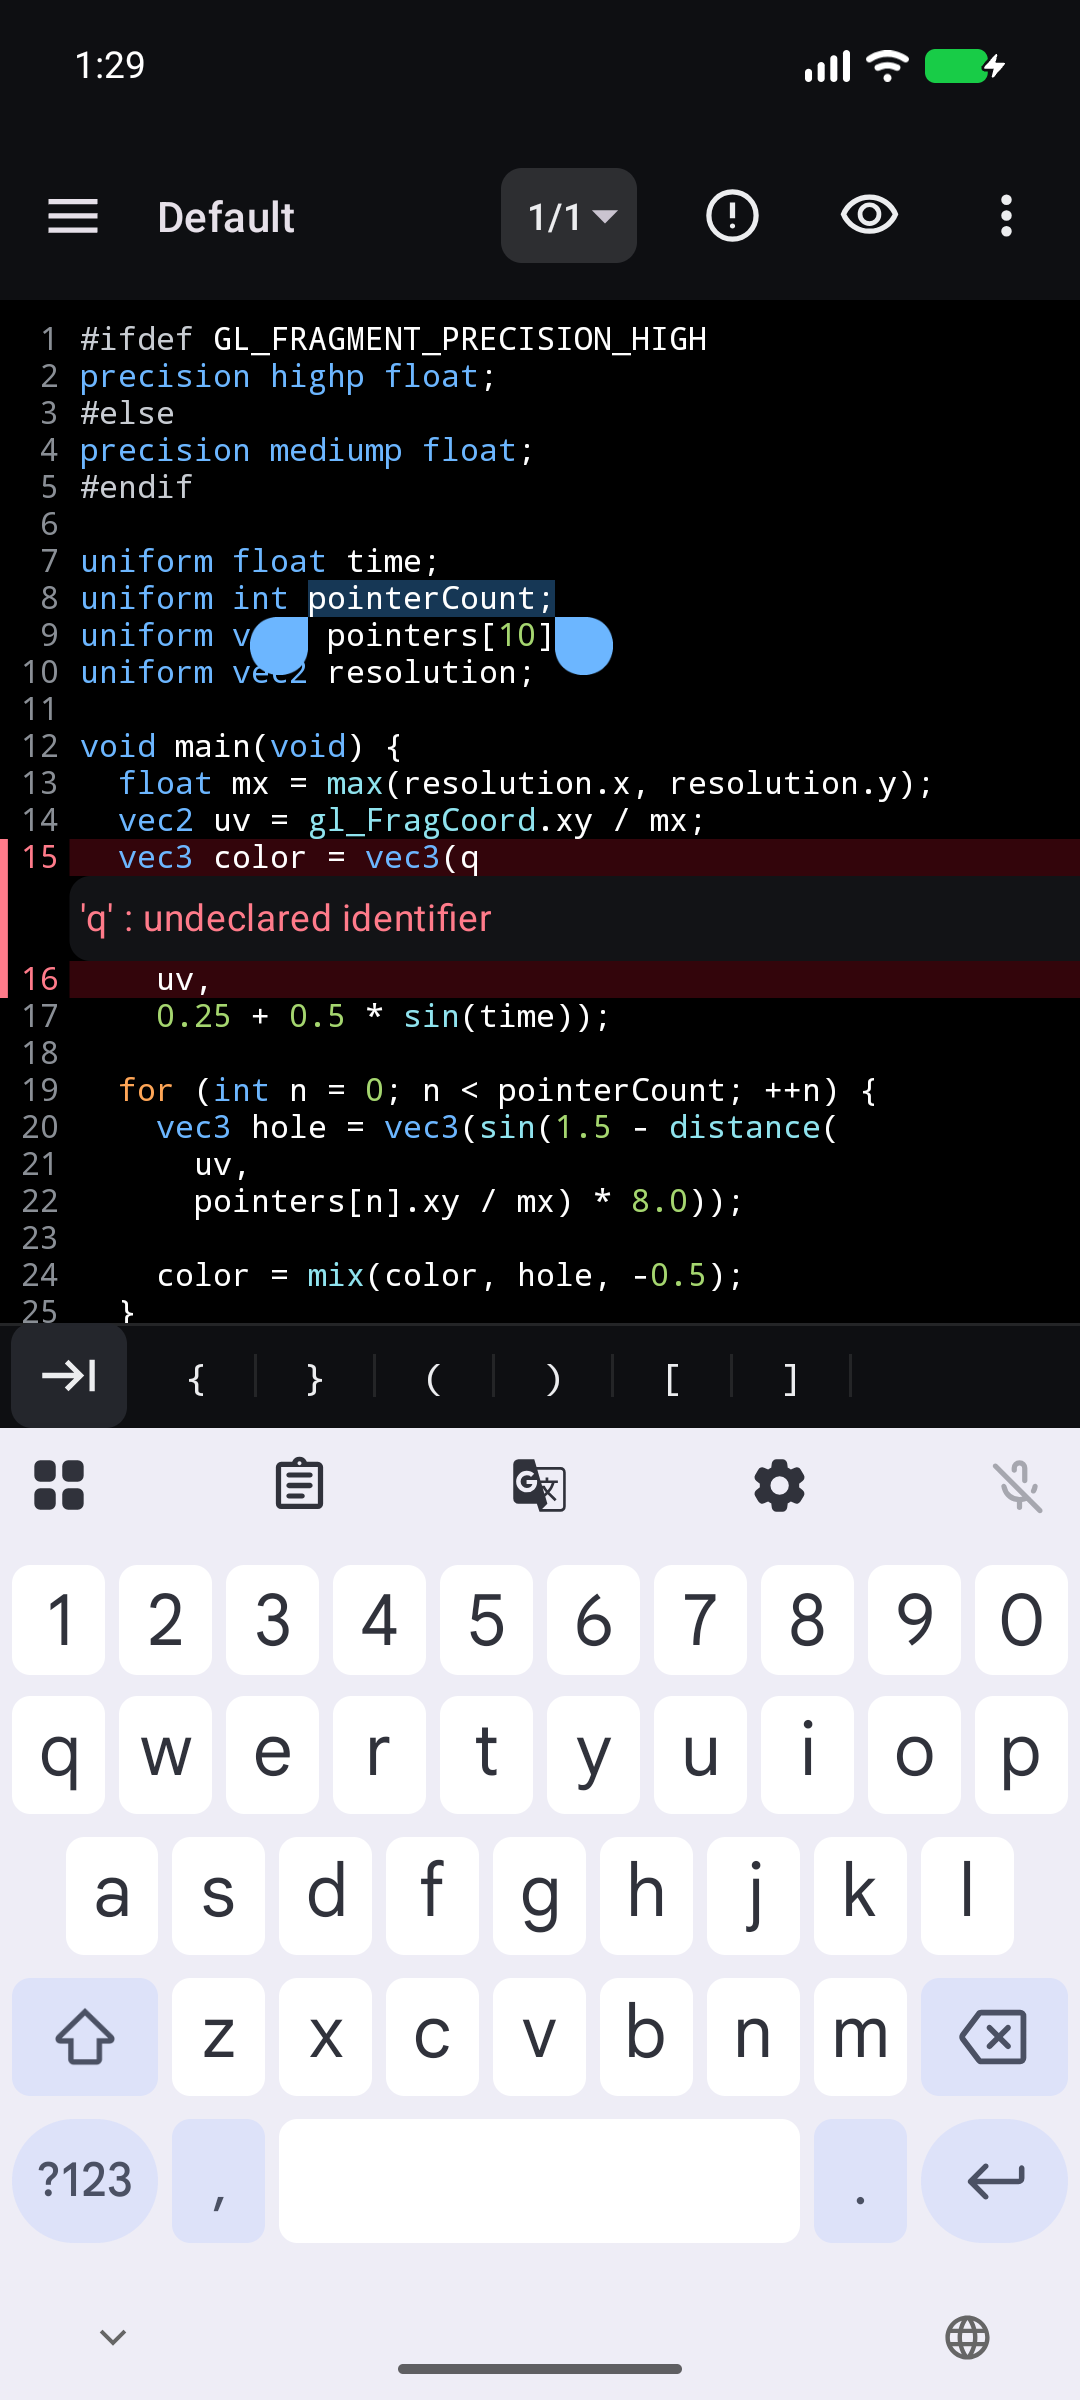 1:29
Default
1/1
1 #ifdef GL_FRAGMENT_PRECISION_HIGH
2 precision highp float;
3 #else
4 precision mediump float;
5 #endif
6
7 uniform float time;
8 uniform int pointerCount;
9 uniform v pointers[10]
10 uniform vec2 resolution;
11
12 void main(void) {
13 float mx = max(resolution.x, resolution.y);
14 vec2 uv = gl_FragCoord.xy / mx;
15 vec3 color = vec3(q
'q' : undeclared identifier
16 uv,
17 0.25 + 0.5 * sin(time));
18
19 for (int n = 0; n < pointerCount; ++n) {
20 vec3 hole = vec3(sin(1.5 - distance(
21 uv,
22 pointers[n].xy / mx) * 8.0));
23
24 color = mix(color, hole, -0.5);
25 }
{ } ( ) [ ]
G 文
1 2 3 4 5 6 7 8 9 0
q w e r t y u i o p
a s d f g h j k l
z x c v b n m
?123 , .